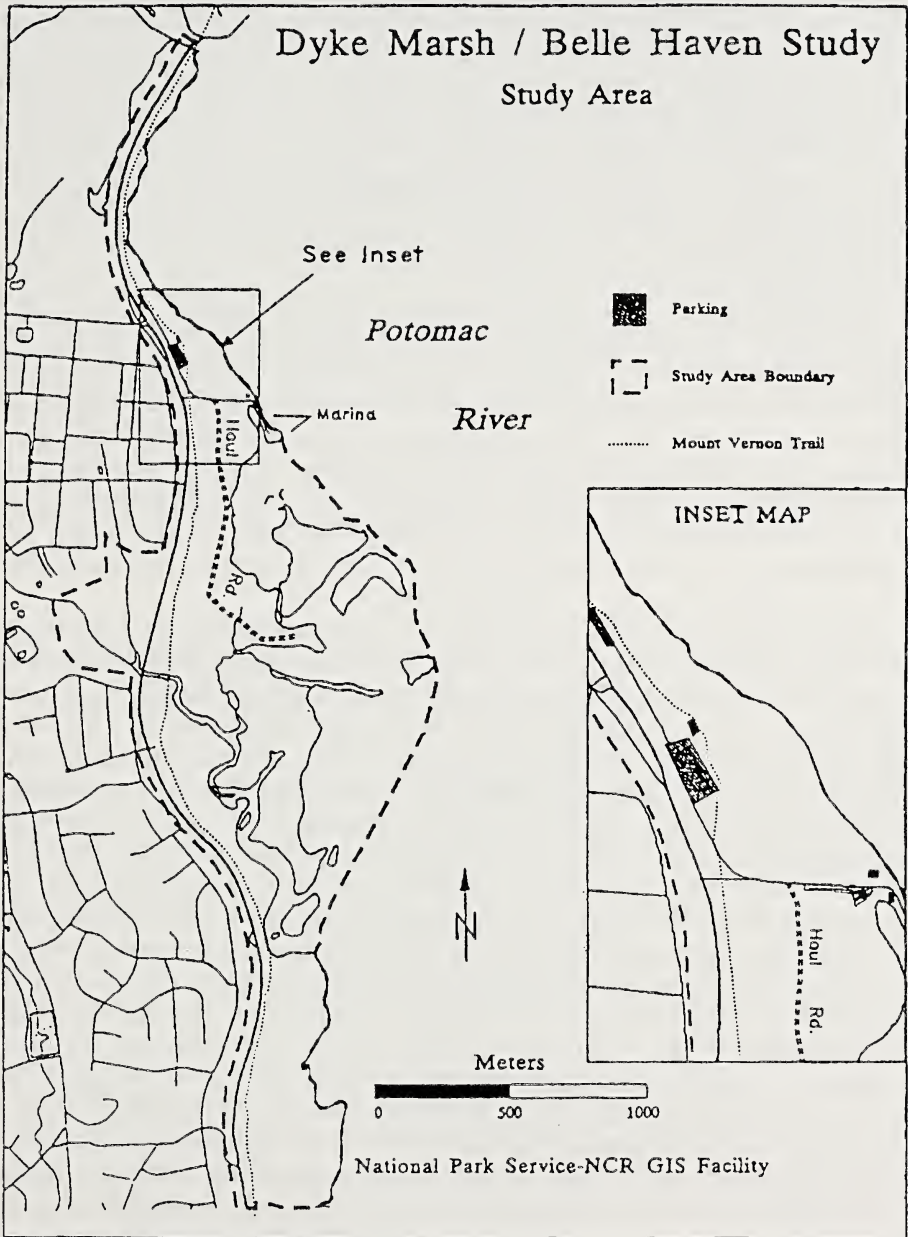 Dyke Marsh / Belle Haven Study
Study Area
See Inset
Potomac
River
Marina
Haul
Rd.
Parking
Study Area Boundary
Mount Vernon Trail
INSET MAP
Haul
Rd.
N
Meters
0 500 1000
National Park Service-NCR GIS Facility